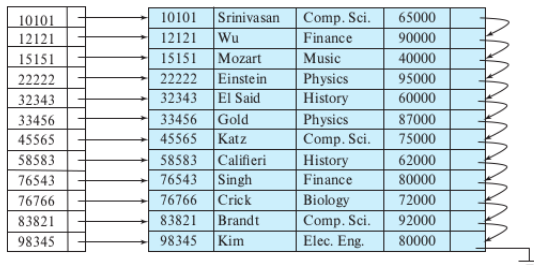 10101 10101 Srinivasan Comp. Sci. 65000
12121 12121 Wu Finance 90000
15151 15151 Mozart Music 40000
22222 22222 Einstein Physics 95000
32343 32343 El Said History 60000
33456 33456 Gold Physics 87000
45565 45565 Katz Comp. Sci. 75000
58583 58583 Califieri History 62000
76543 76543 Singh Finance 80000
76766 76766 Crick Biology 72000
83821 83821 Brandt Comp. Sci. 92000
98345 98345 Kim Elec. Eng. 80000